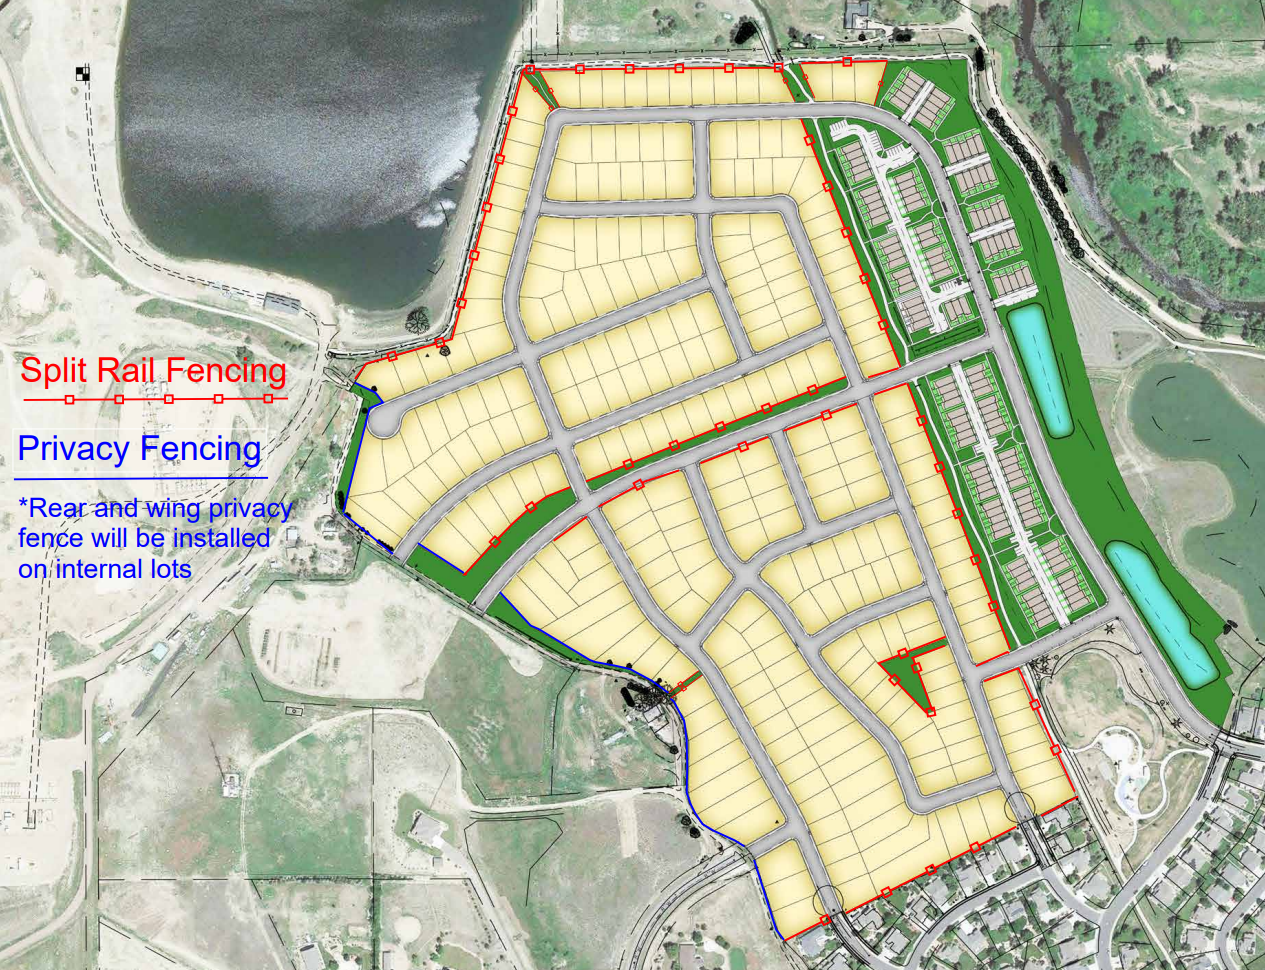 Split Rail Fencing
Privacy Fencing
*Rear and wing privacy
fence will be installed
on internal lots